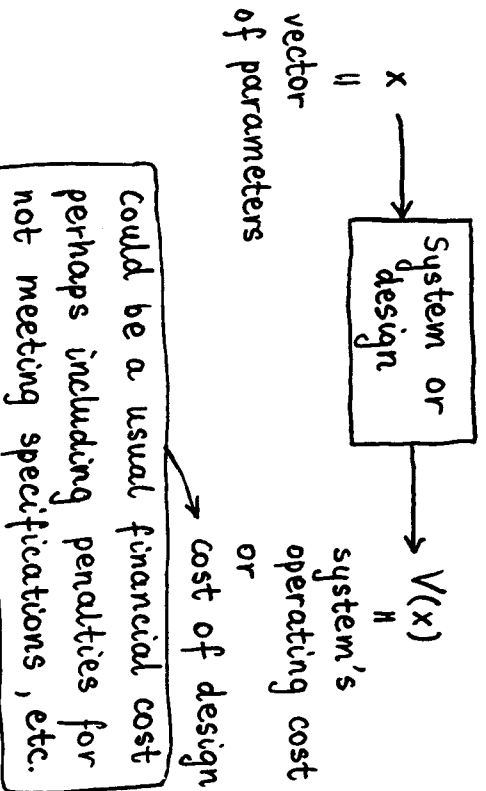 x
=
vector
of parameters
System or
design
V(x)
=
system's
operating cost
or
cost of design
Could be a usual financial cost
perhaps including penalties for
not meeting specifications, etc.